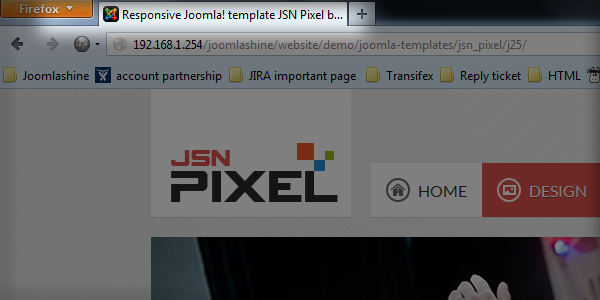 Firefox
Responsive Joomla! template JSN Pixel b...
192.168.1.254/joomlashine/website/demo/joomla-templates/jsn_pixel/j25/
Joomlashine account partnership JIRA important page Transifex Reply ticket HTML
JSN
PIXEL
HOME DESIGN